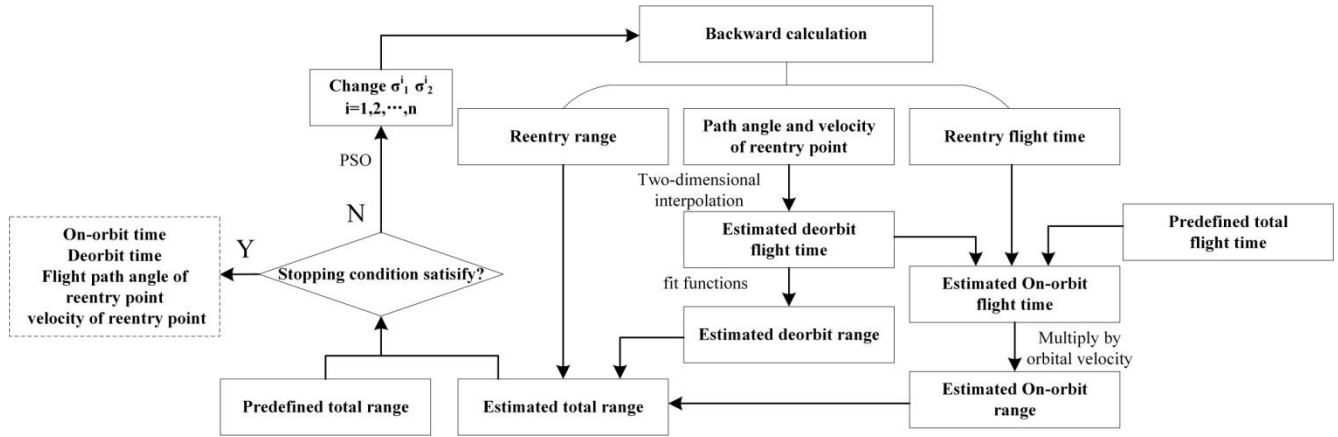 Backward calculation
Change σ₁ⁱ σ₂ⁱ
i=1,2,···,n
Reentry range
Path angle and velocity
of reentry point
Reentry flight time
PSO
Two-dimensional
interpolation
N
Predefined total
flight time
On-orbit time
Deorbit time
Flight path angle of
reentry point
velocity of reentry point
Y
Stopping condition satisify?
Estimated deorbit
flight time
Estimated On-orbit
flight time
fit functions
Estimated deorbit range
Multiply by
orbital velocity
Predefined total range
Estimated total range
Estimated On-orbit
range